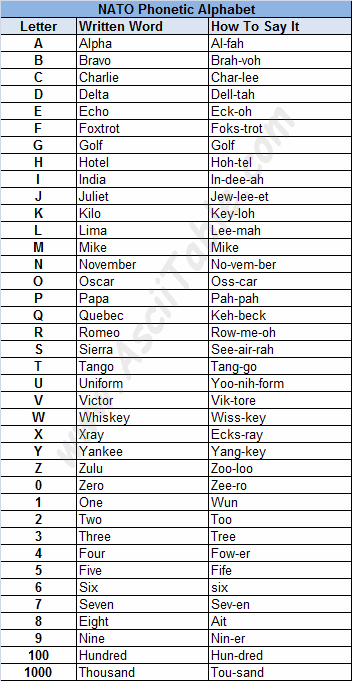 NATO Phonetic Alphabet
Letter Written Word How To Say It
A Alpha Al-fah
B Bravo Brah-voh
C Charlie Char-lee
D Delta Dell-tah
E Echo Eck-oh
F Foxtrot Foks-trot
G Golf Golf
H Hotel Hoh-tel
I India In-dee-ah
J Juliet Jew-lee-et
K Kilo Key-loh
L Lima Lee-mah
M Mike Mike
N November No-vem-ber
O Oscar Oss-car
P Papa Pah-pah
Q Quebec Keh-beck
R Romeo Row-me-oh
S Sierra See-air-rah
T Tango Tang-go
U Uniform Yoo-nih-form
V Victor Vik-tore
W Whiskey Wiss-key
X Xray Ecks-ray
Y Yankee Yang-key
Z Zulu Zoo-loo
0 Zero Zee-ro
1 One Wun
2 Two Too
3 Three Tree
4 Four Fow-er
5 Five Fife
6 Six six
7 Seven Sev-en
8 Eight Ait
9 Nine Nin-er
100 Hundred Hun-dred
1000 Thousand Tou-sand
www.AsciiTable.com